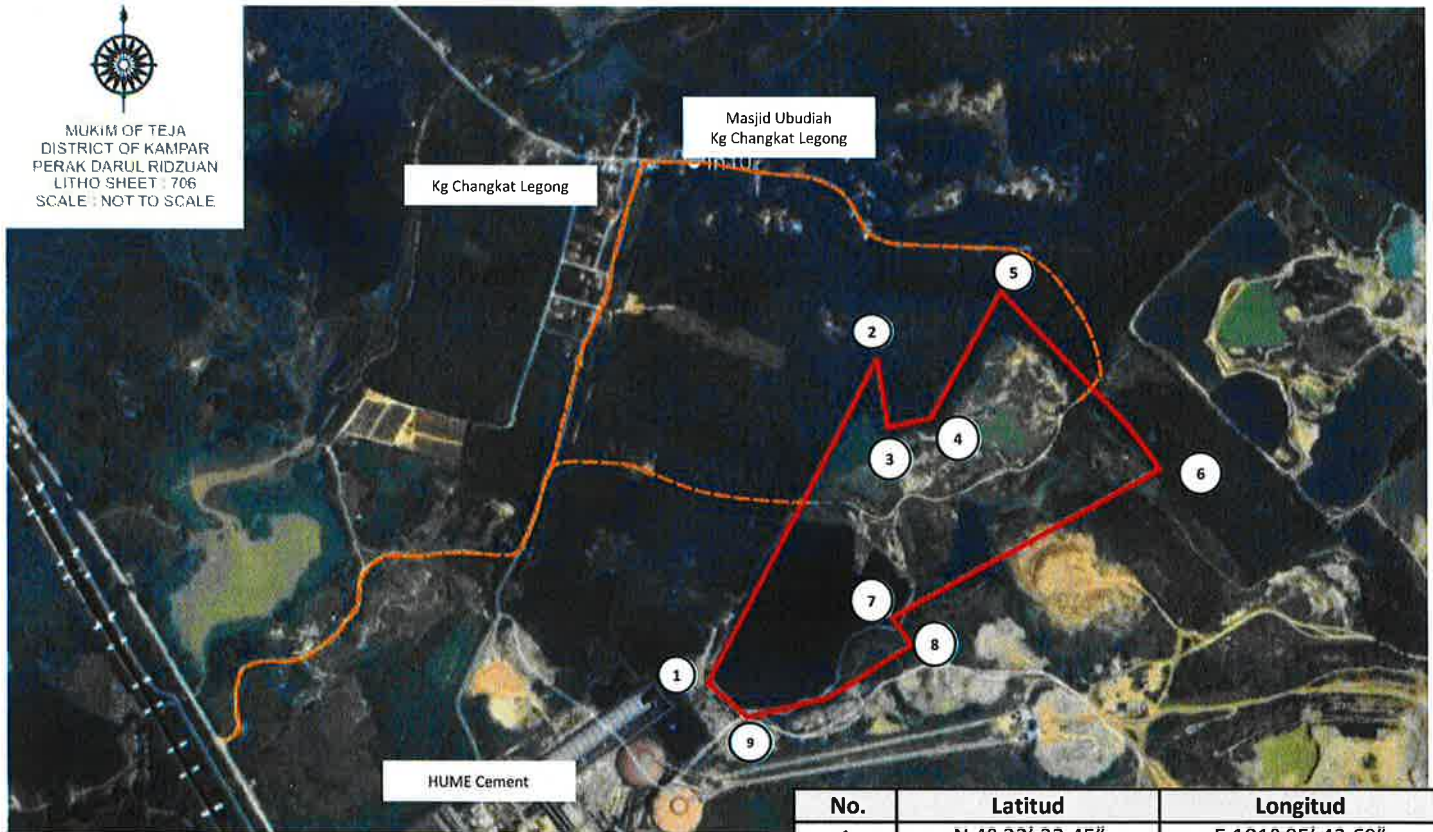 MUKIM OF TEJA
DISTRICT OF KAMPAR
PERAK DARUL RIDZUAN
LITHO SHEET : 706
SCALE : NOT TO SCALE
Masjid Ubudiah
Kg Changkat Legong
Kg Changkat Legong
5
2
4
3
6
7
8
1
9
HUME Cement
No. Latitud Longitud